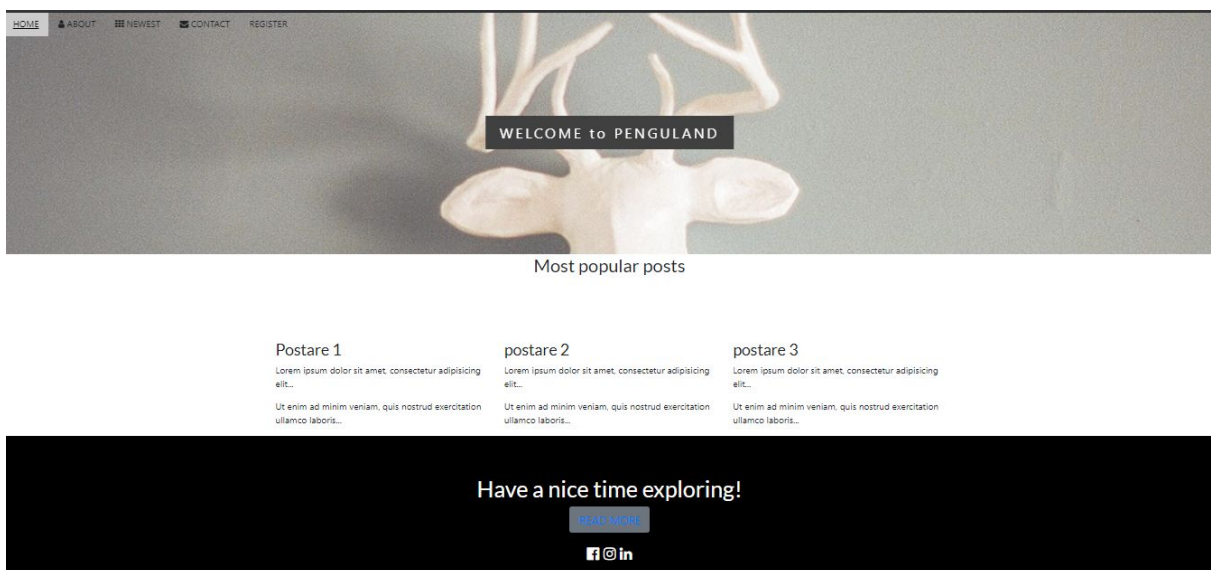 HOME ABOUT NEWEST CONTACT REGISTER
WELCOME to PENGULAND
Most popular posts
Postare 1 postare 2 postare 3
Lorem ipsum dolor sit amet, consectetur adipisicing Lorem ipsum dolor sit amet, consectetur adipisicing Lorem ipsum dolor sit amet, consectetur adipisicing
elit... elit... elit...
Ut enim ad minim veniam, quis nostrud exercitation Ut enim ad minim veniam, quis nostrud exercitation Ut enim ad minim veniam, quis nostrud exercitation
ullamco laboris... ullamco laboris... ullamco laboris...
Have a nice time exploring!
READ MORE